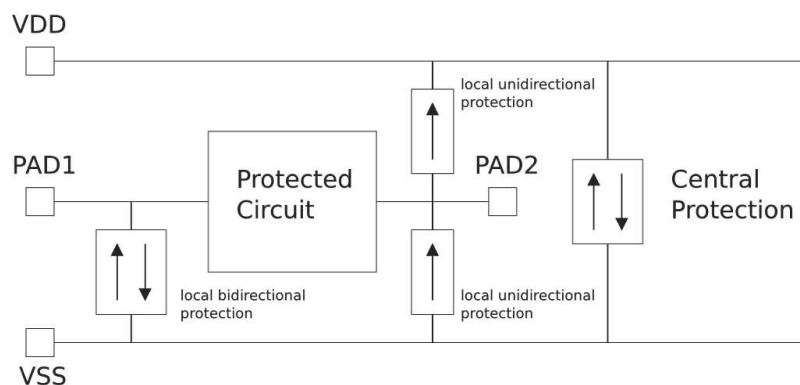 VDD
local unidirectional
protection
PAD1
Protected
Circuit
PAD2
Central
Protection
local bidirectional
protection
local unidirectional
protection
VSS